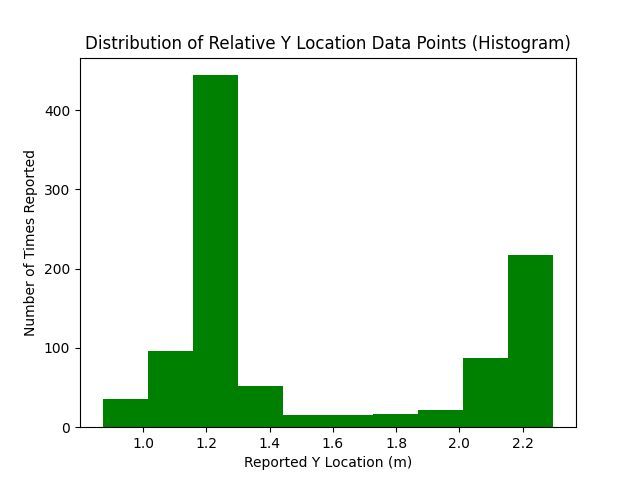 Distribution of Relative Y Location Data Points (Histogram)
Number of Times Reported
400
300
200
100
0
1.0 1.2 1.4 1.6 1.8 2.0 2.2
Reported Y Location (m)